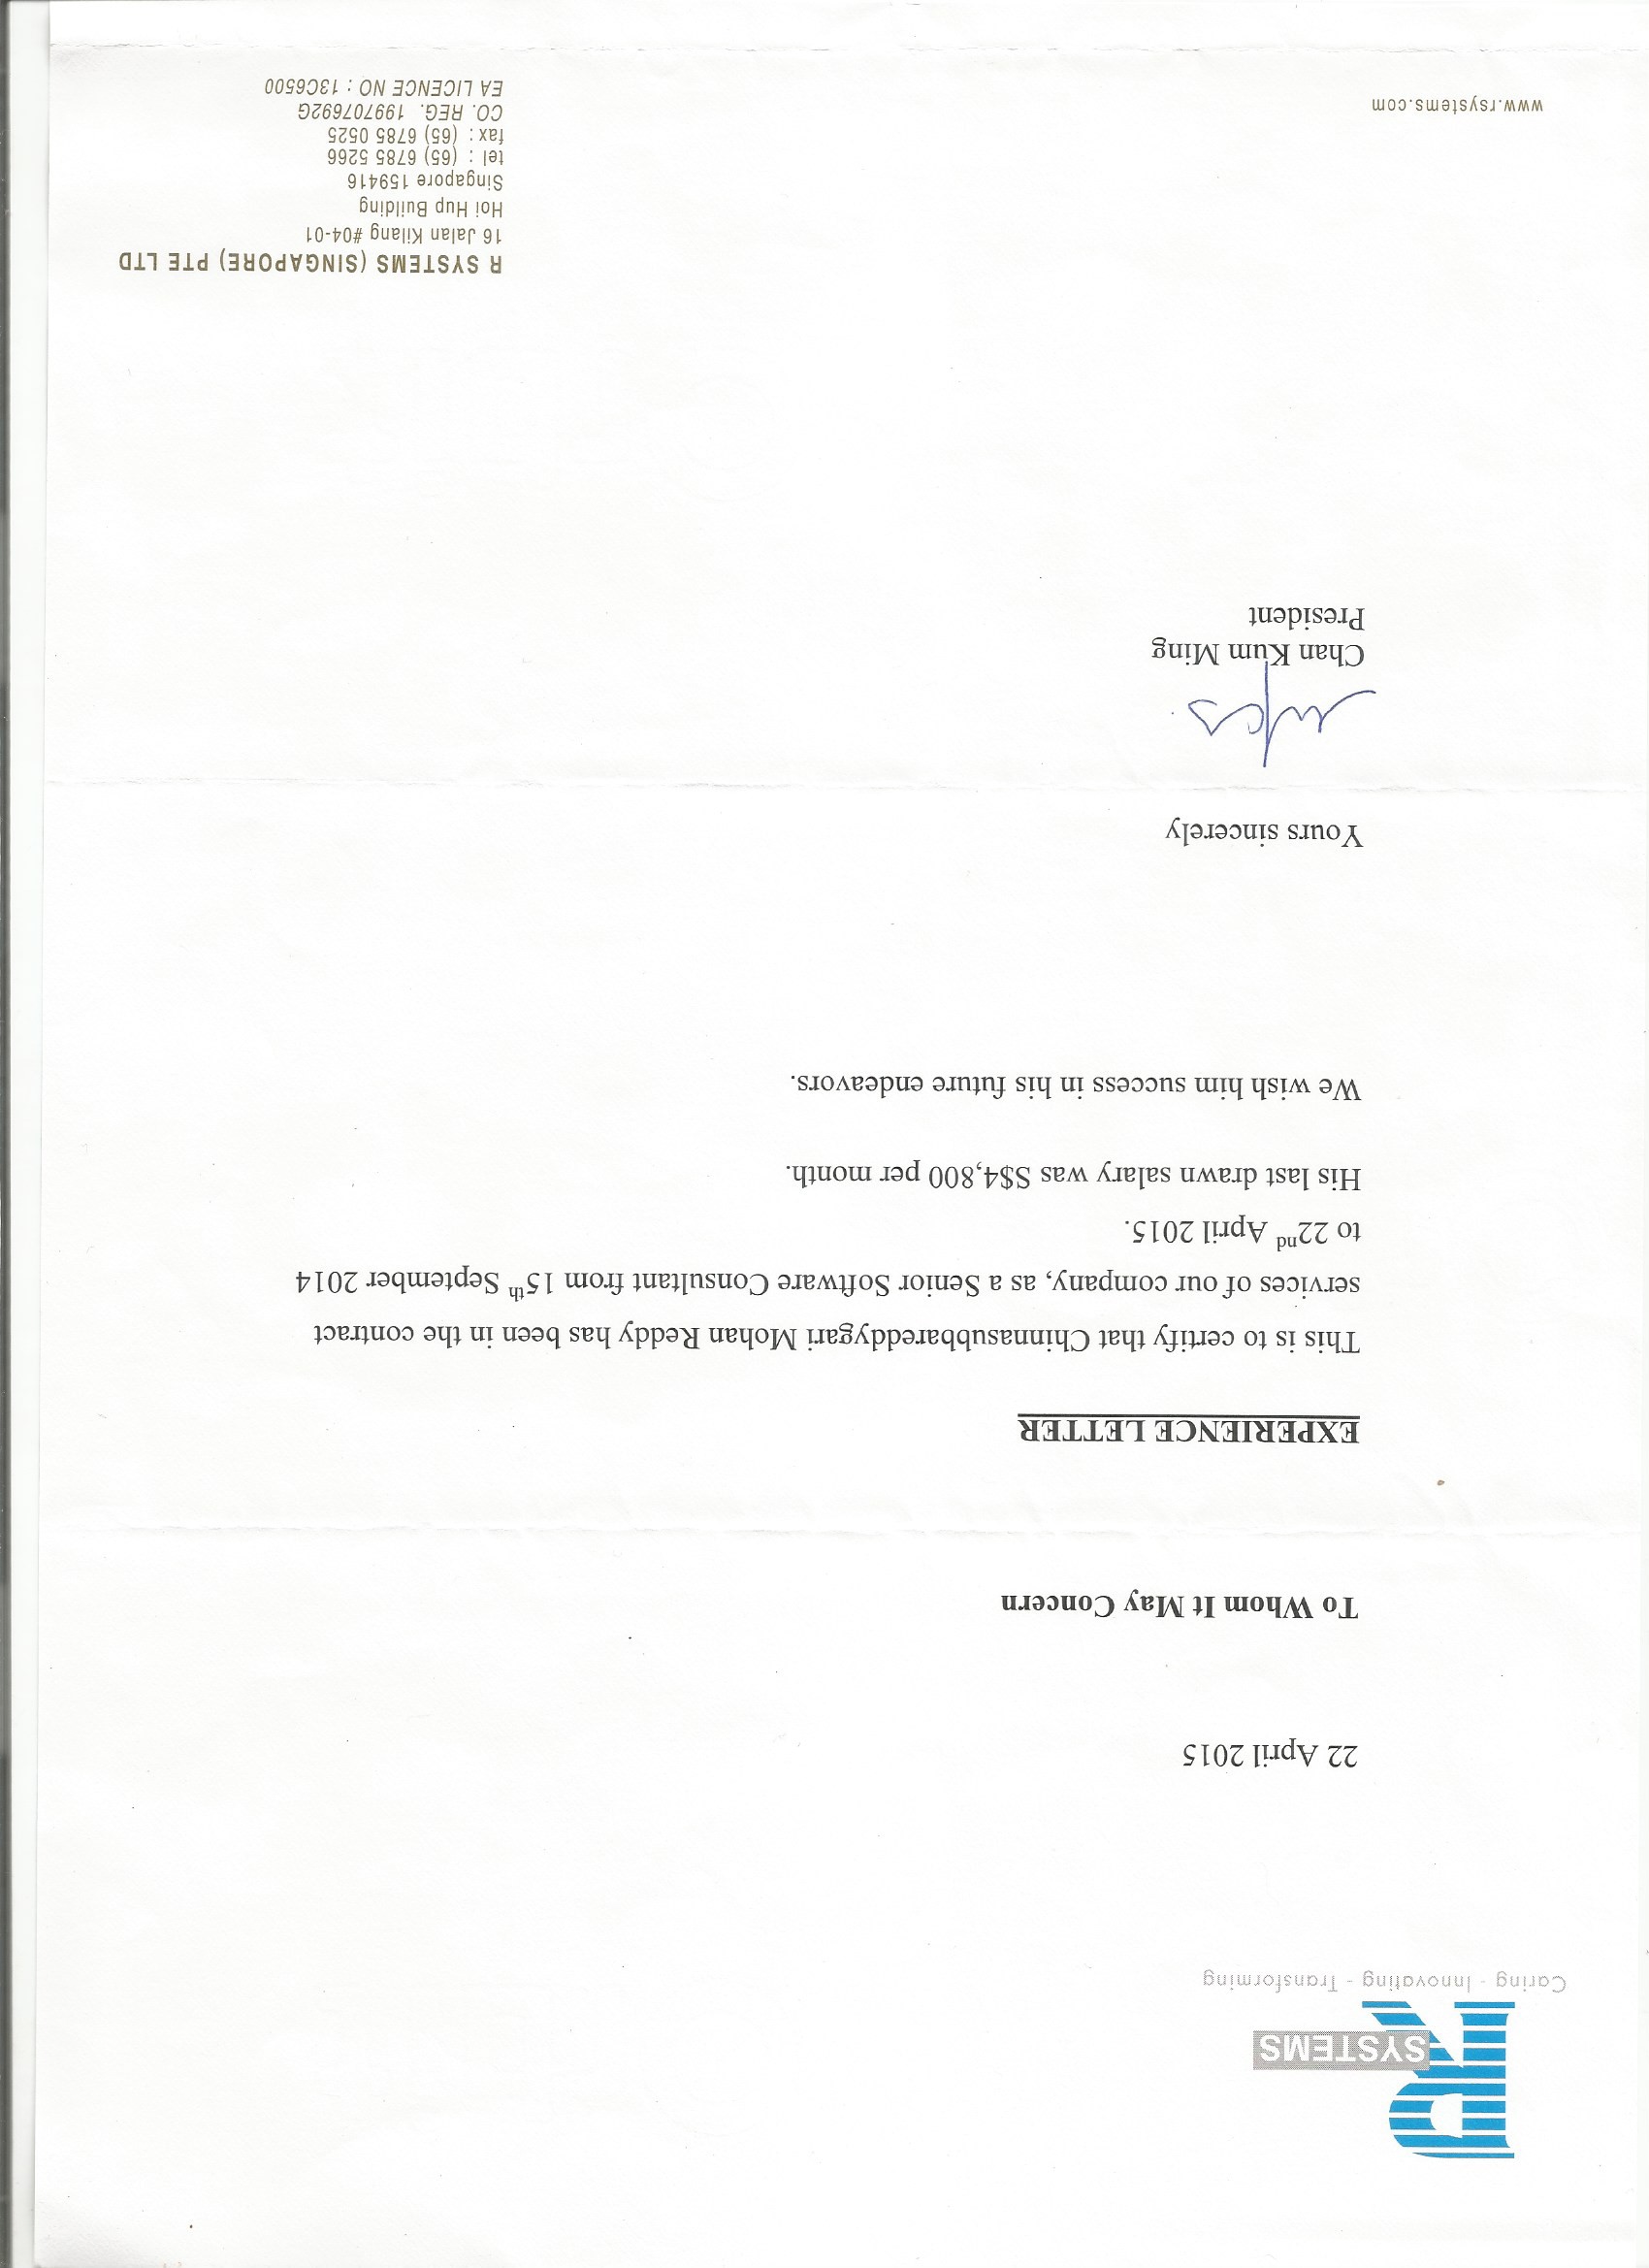 R
SYSTEMS
Caring - Innovating - Transforming
22 April 2015
To Whom It May Concern
EXPERIENCE LETTER
This is to certify that Chinnasubbareddygari Mohan Reddy has been in the contract
services of our company, as a Senior Software Consultant from 15th September 2014
to 22nd April 2015.
His last drawn salary was S$4,800 per month.
We wish him success in his future endeavors.
Yours sincerely
Chan Kum Ming
President
R SYSTEMS (SINGAPORE) PTE LTD
16 Jalan Kilang #04-01
Hoi Hup Building
Singapore 159416
tel : (65) 6785 5266
fax : (65) 6785 0525
CO. REG. 199707692G
EA LICENCE NO : 13C6500
www.rsystems.com